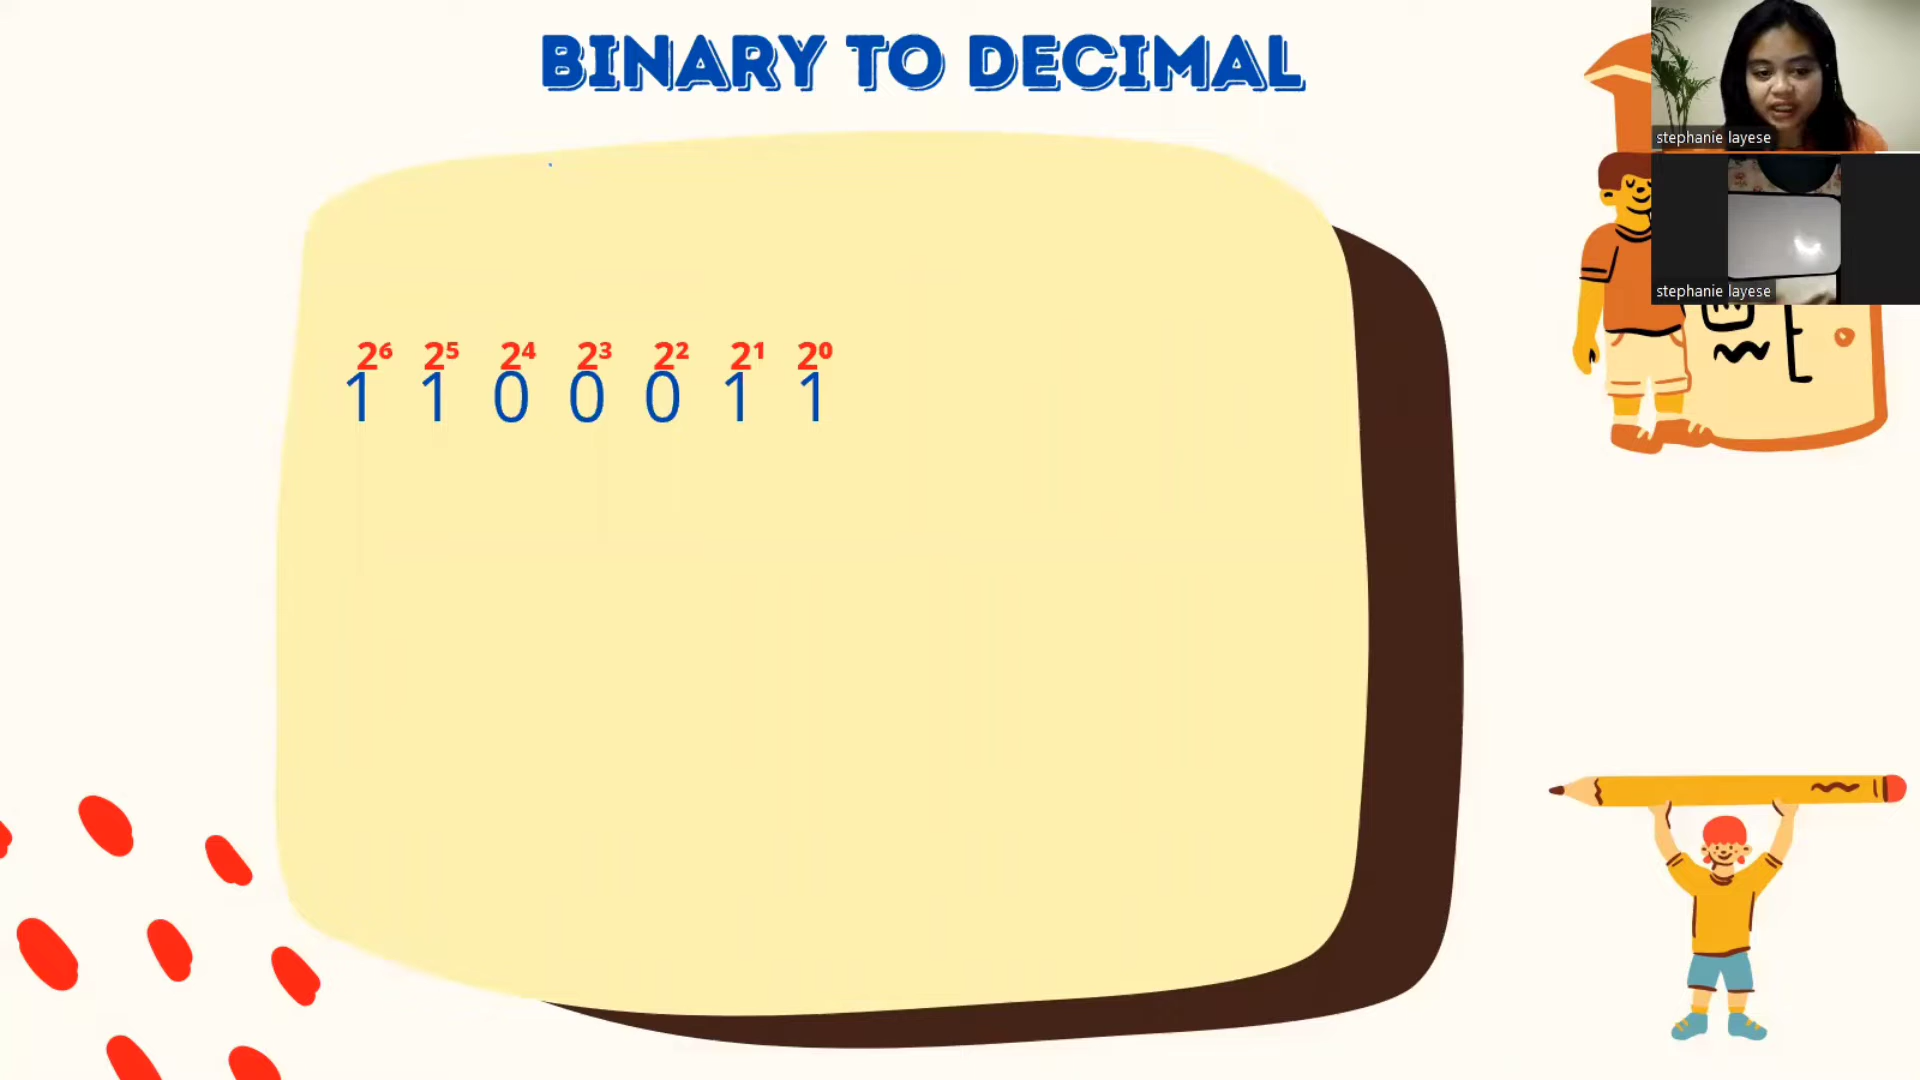 BINARY TO DECIMAL
stephanie layese
stephanie layese
2⁶ 2⁵ 2⁴ 2³ 2² 2¹ 2⁰
1 1 0 0 0 1 1